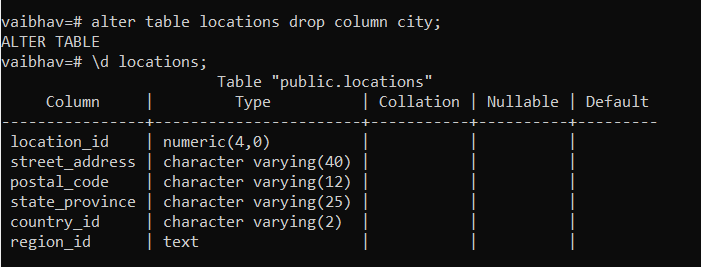 vaibhav=# alter table locations drop column city;
ALTER TABLE
vaibhav=# \d locations;
                        Table "public.locations"
     Column     |         Type          | Collation | Nullable | Default
----------------+-----------------------+-----------+----------+---------
 location_id    | numeric(4,0)          |           |          |
 street_address | character varying(40) |           |          |
 postal_code    | character varying(12) |           |          |
 state_province | character varying(25) |           |          |
 country_id     | character varying(2)  |           |          |
 region_id      | text                  |           |          |